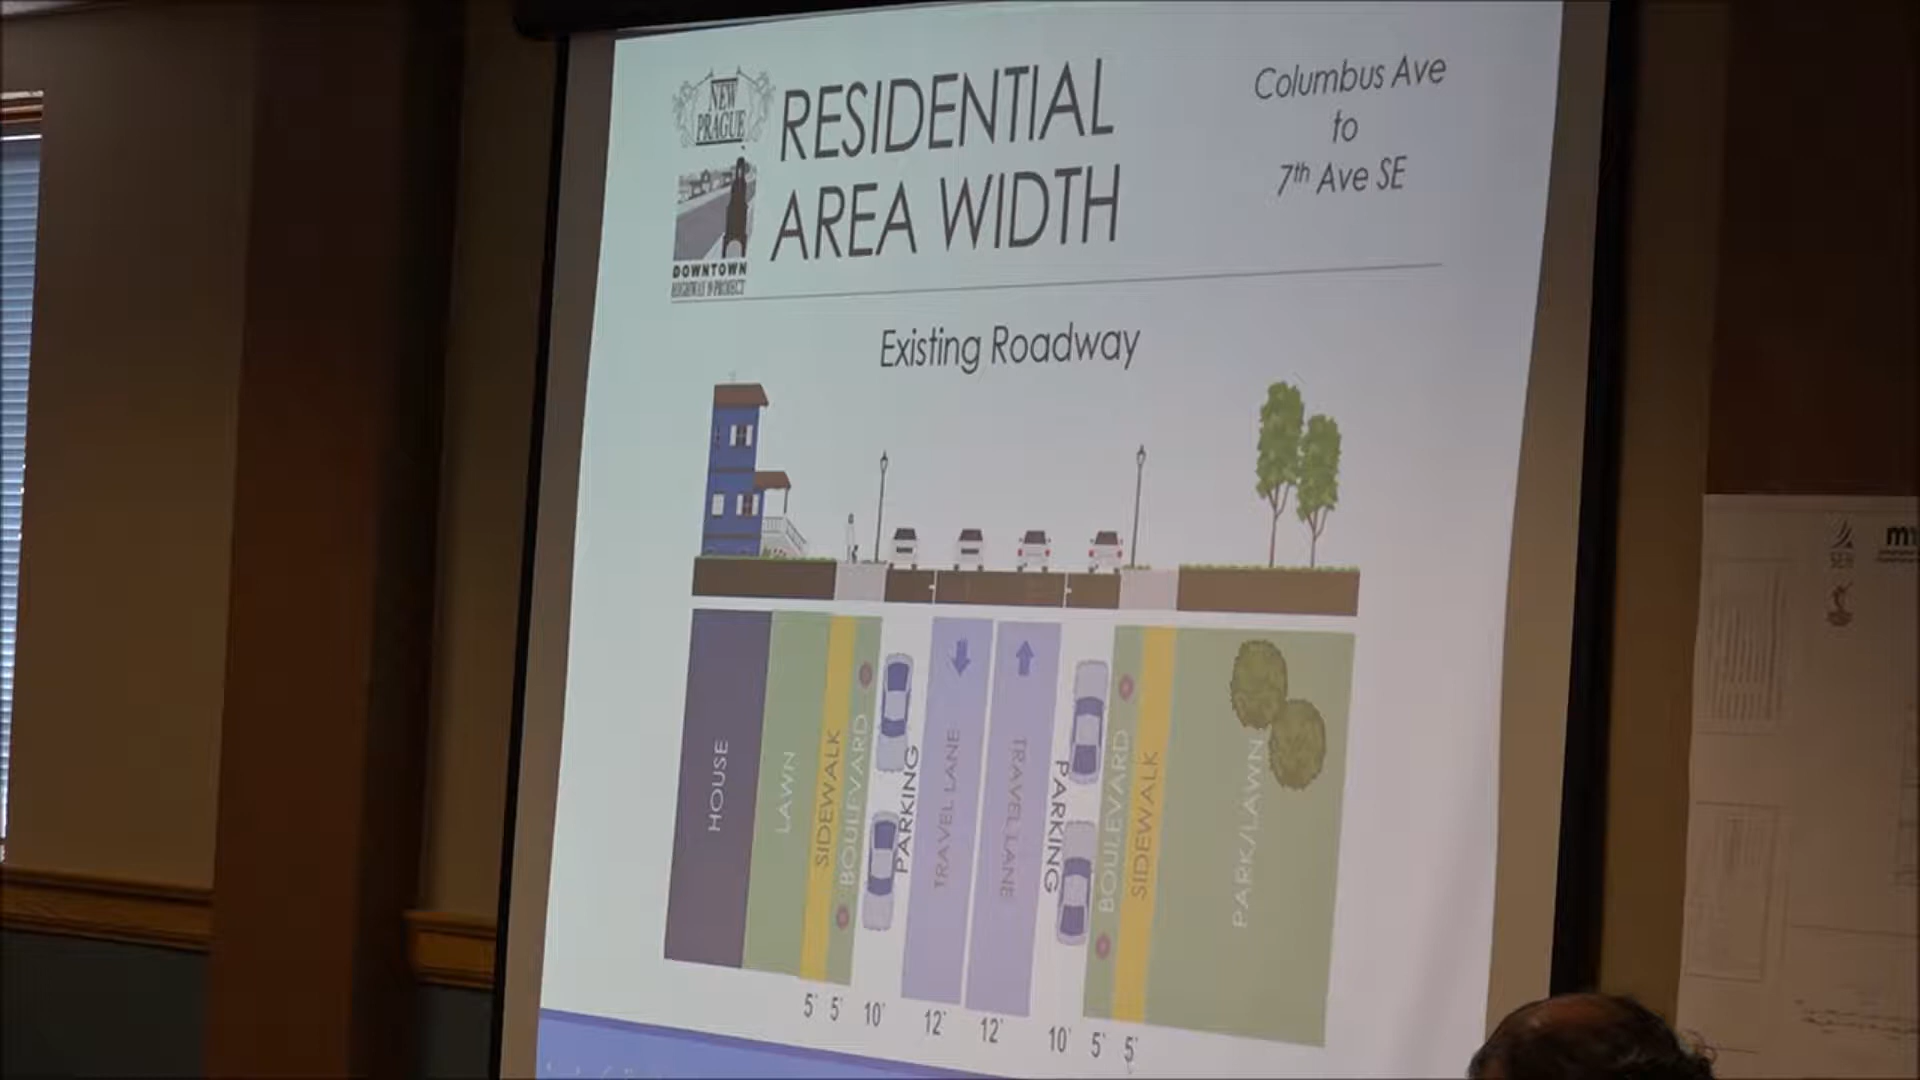 NEW
PRAGUE
DOWNTOWN
HIGHWAY 19 PROJECT
RESIDENTIAL
AREA WIDTH
Columbus Ave
to
7th Ave SE
Existing Roadway
HOUSE
LAWN
SIDEWALK
BOULEVARD
PARKING
TRAVEL LANE
TRAVEL LANE
PARKING
BOULEVARD
SIDEWALK
PARK/LAWN
5' 5' 10' 12' 12' 10' 5' 5'
SEH